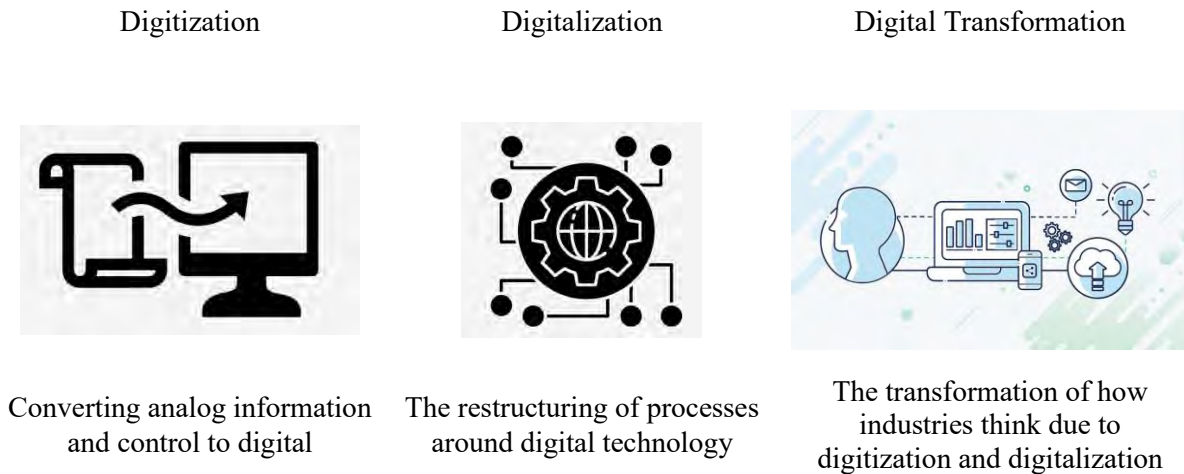 Digitization
Digitalization
Digital Transformation
Converting analog information
and control to digital
The restructuring of processes
around digital technology
The transformation of how
industries think due to
digitization and digitalization